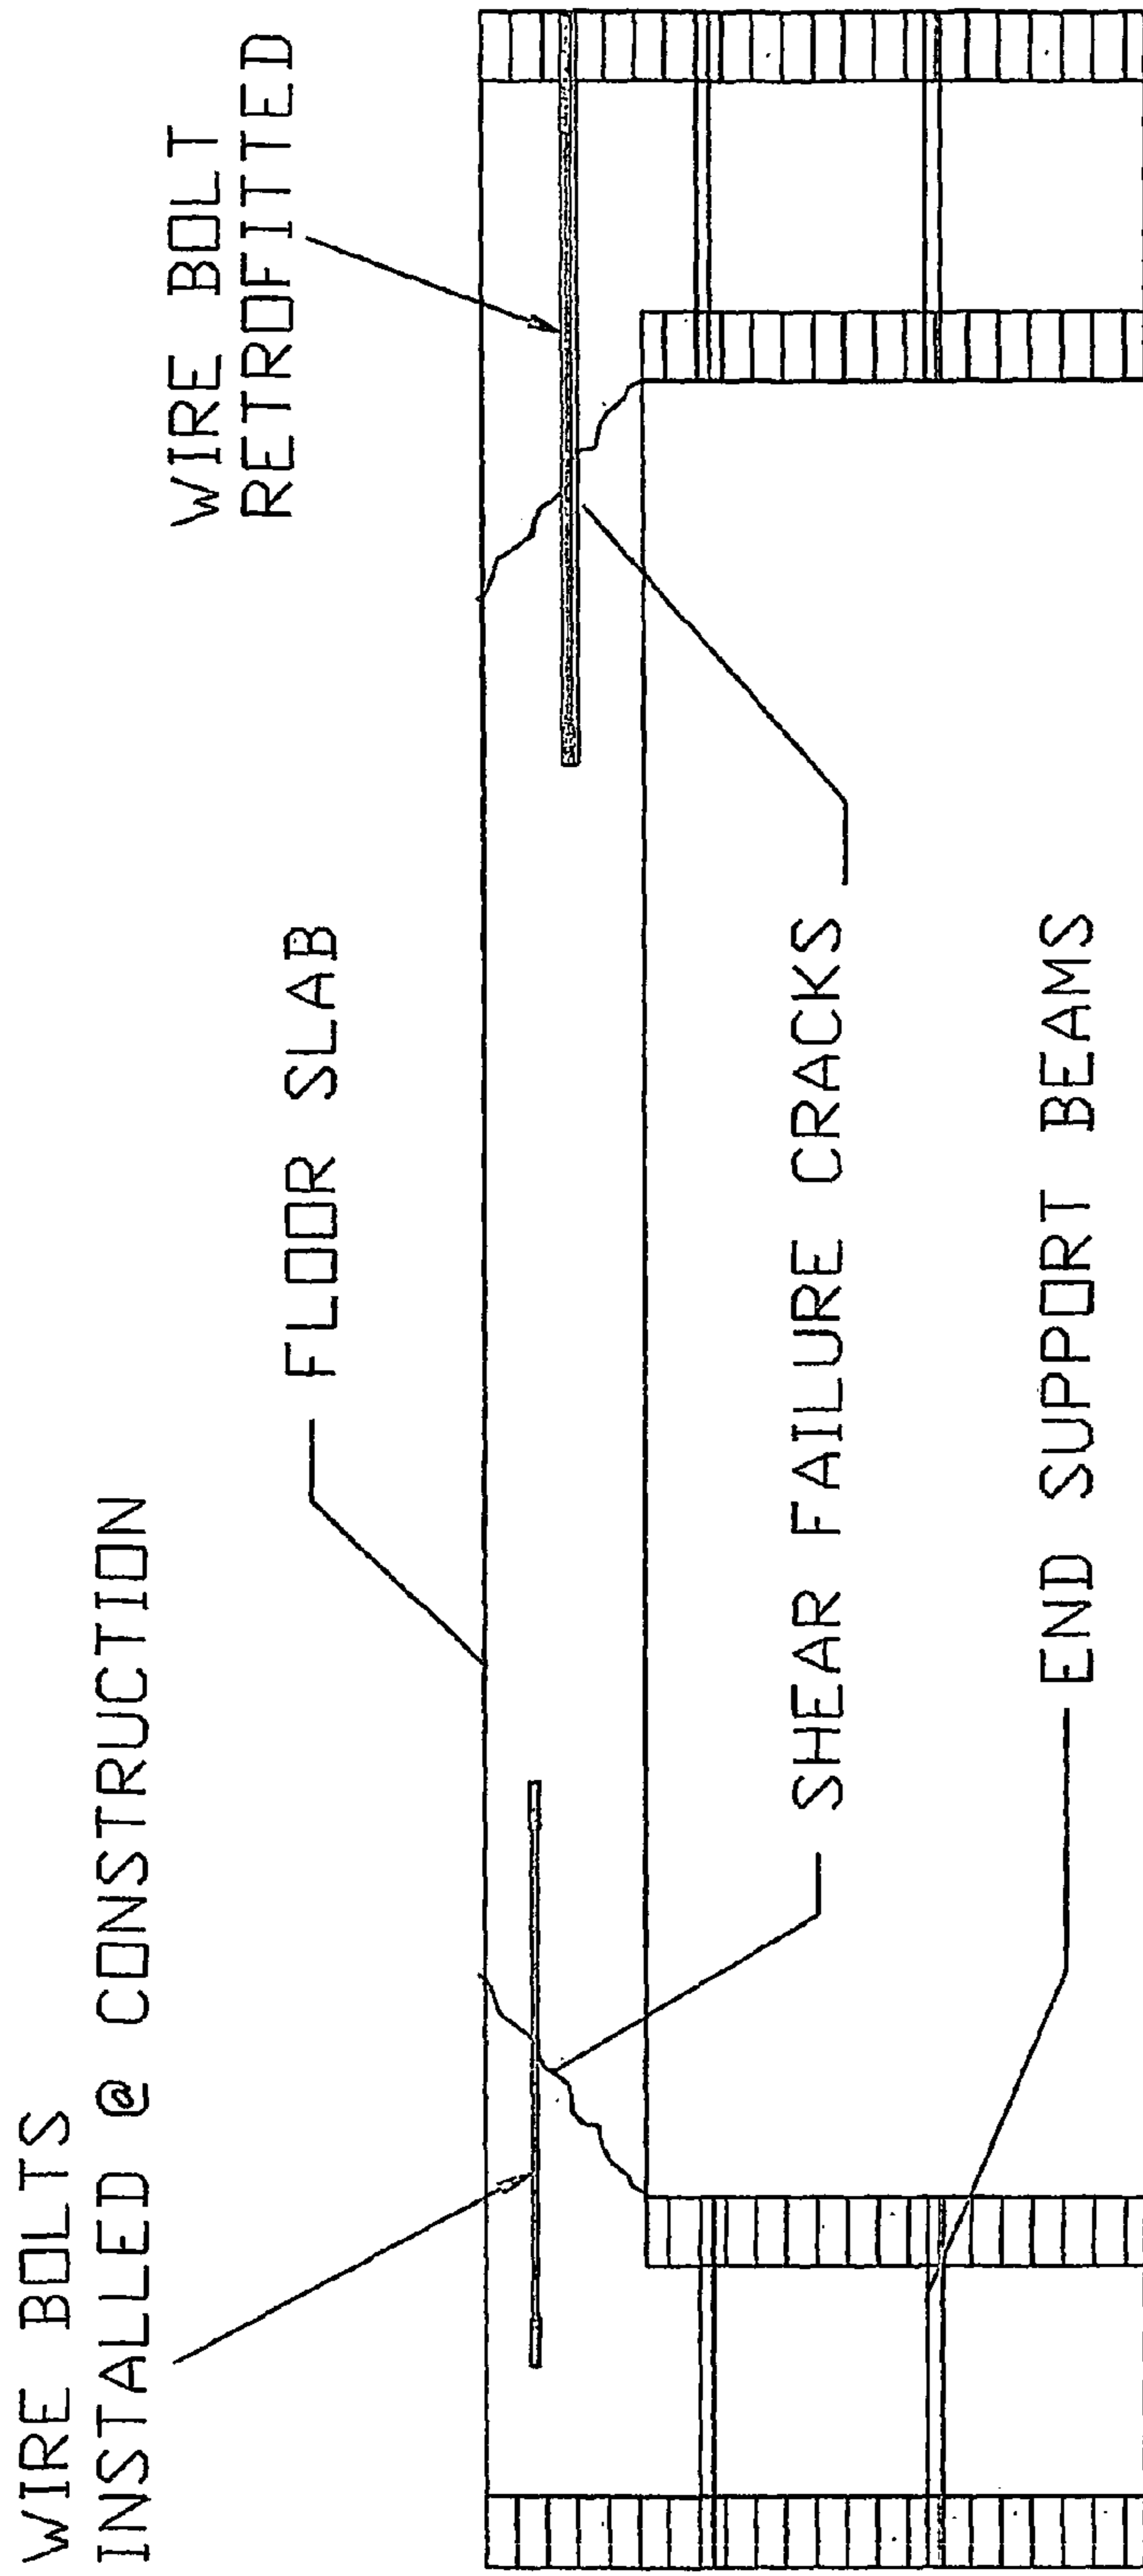 WIRE BOLTS
INSTALLED @ CONSTRUCTION
FLOOR SLAB
WIRE BOLT
RETROFITTED
SHEAR FAILURE CRACKS
END SUPPORT BEAMS